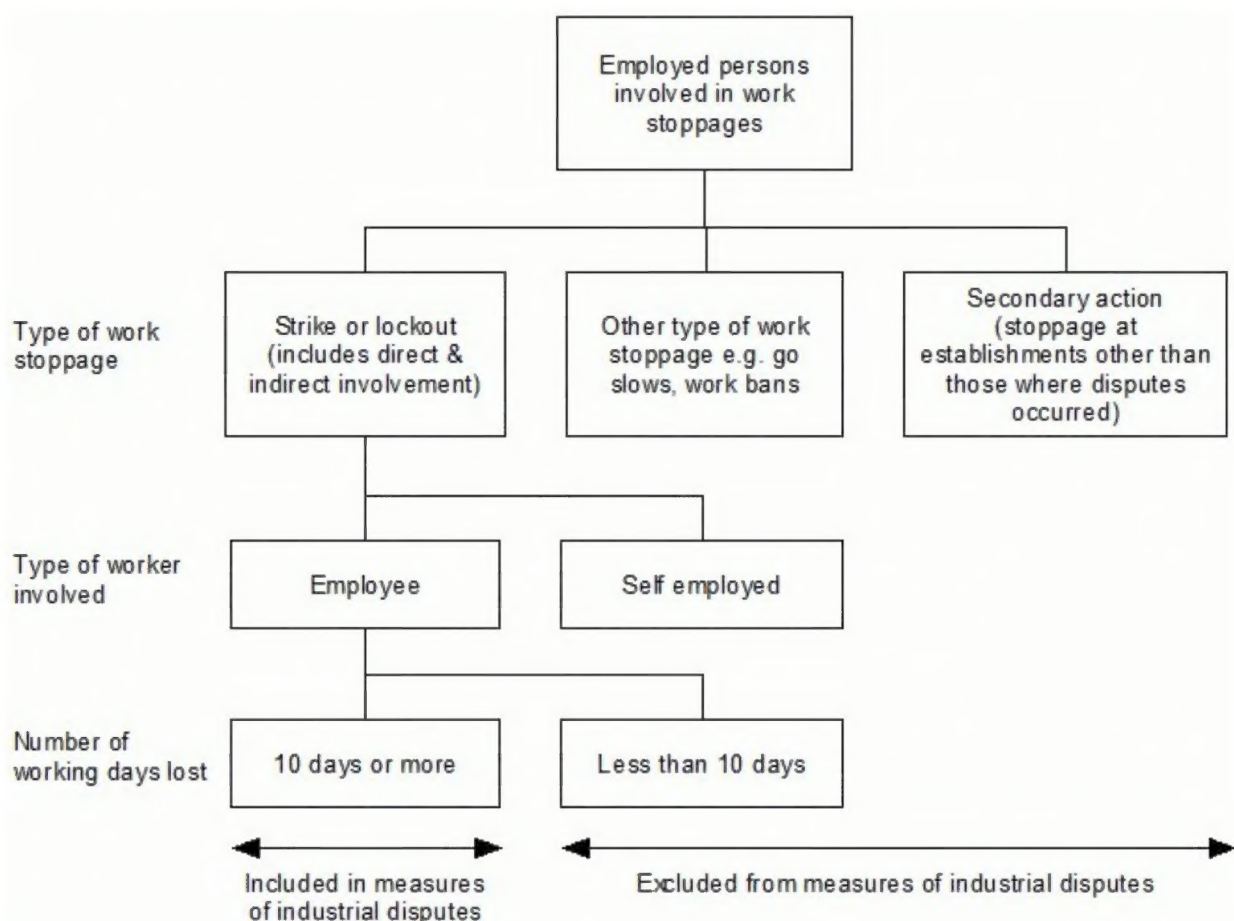 Employed persons
involved in work
stoppages
Type of work
stoppage
Strike or lockout
(includes direct &
indirect involvement)
Other type of work
stoppage e.g. go
slows, work bans
Secondary action
(stoppage at
establishments other than
those where disputes
occurred)
Type of worker
involved
Employee
Self employed
Number of
working days lost
10 days or more
Less than 10 days
Included in measures
of industrial disputes
Excluded from measures of industrial disputes